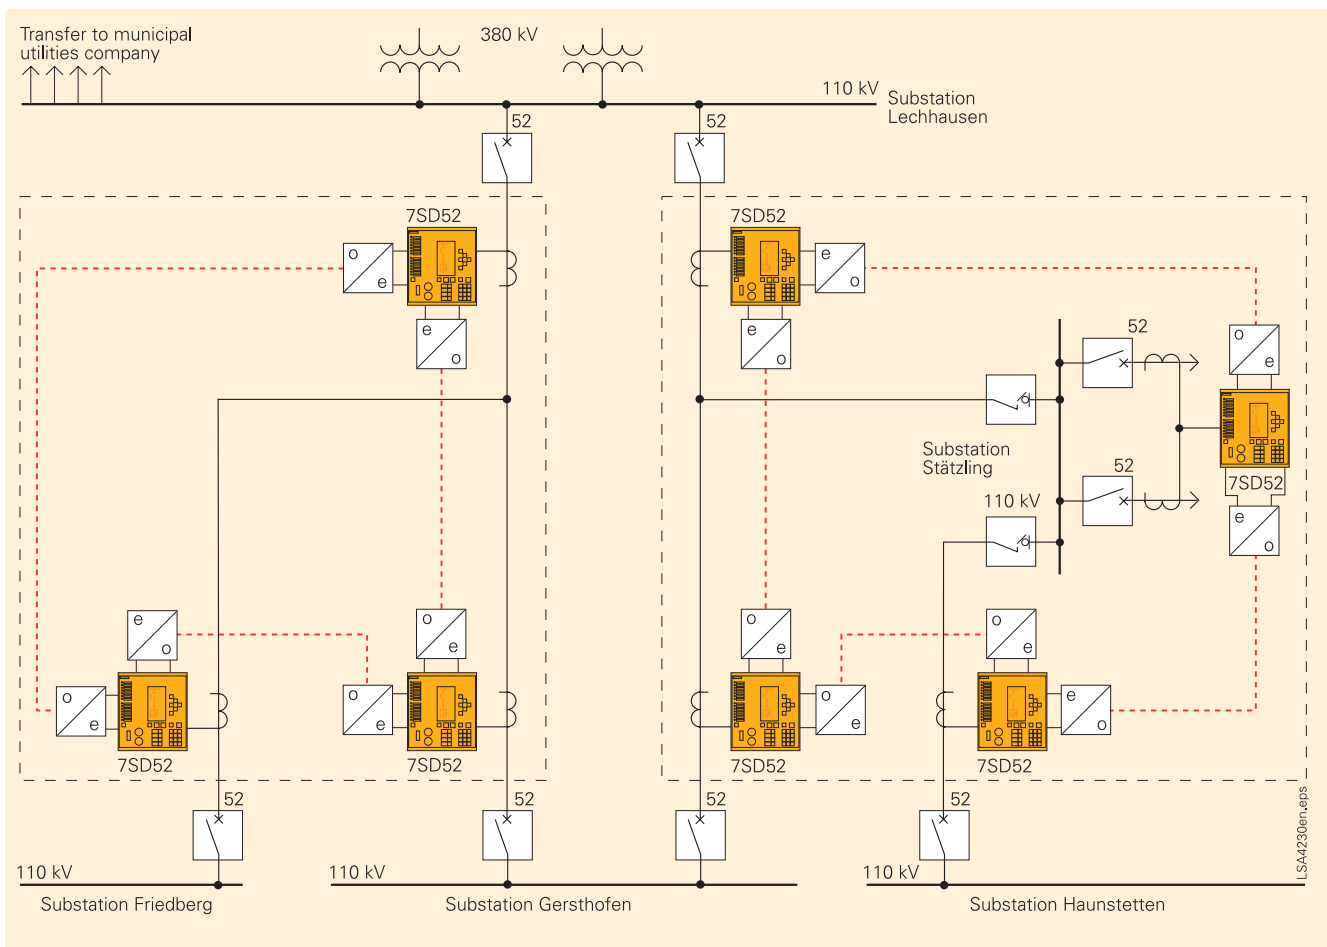 Transfer to municipal
utilities company
380 kV
110 kV
Substation
Lechhausen
52
52
7SD52
7SD52
o
e
e
o
e
o
e
o
52
o
e
Substation
Stätzling
52
7SD52
110 kV
e
o
e
o
o
e
e
o
o
e
o
e
o
e
o
e
e
o
7SD52
7SD52
7SD52
7SD52
52
52
52
52
110 kV
110 kV
110 kV
Substation Friedberg
Substation Gersthofen
Substation Haunstetten
LSA4230en.eps